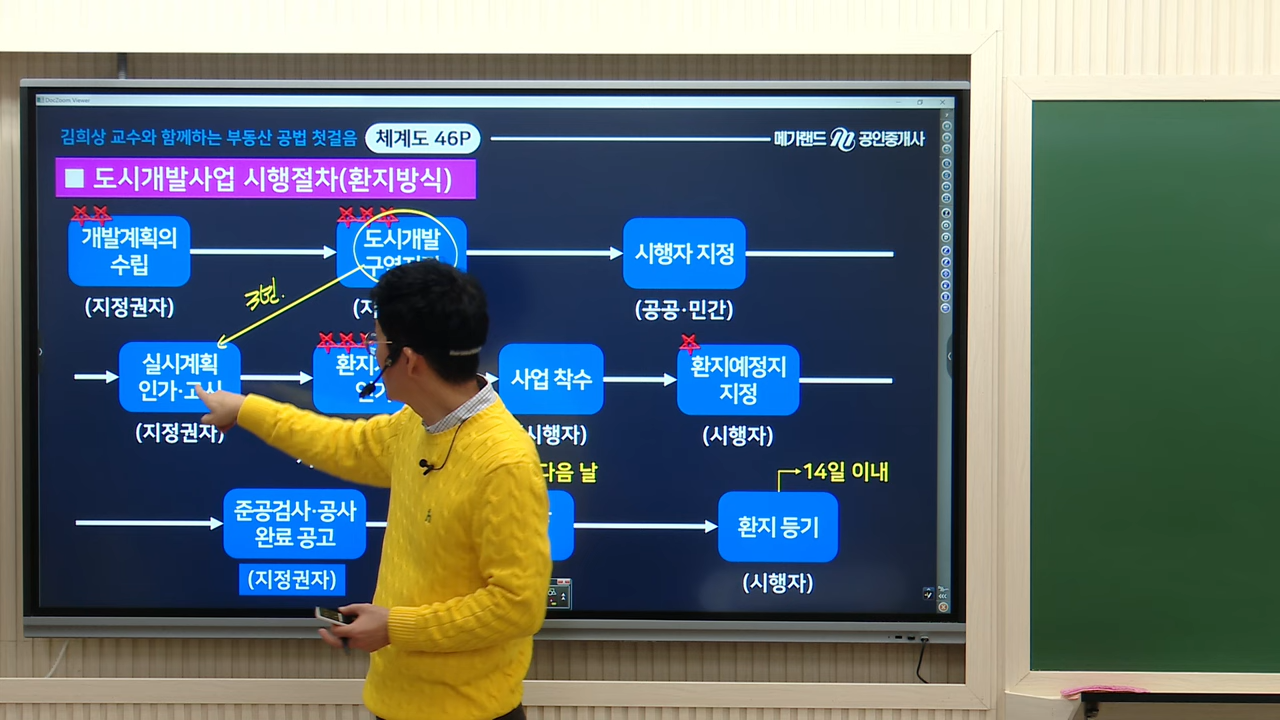 DocZoom Viewer
김희상 교수와 함께하는 부동산 공법 첫걸음 체계도 46P 메가랜드 공인중개사
■ 도시개발사업 시행절차(환지방식)
개발계획의
수립
(지정권자)
도시개발
시행자 지정
(공공·민간)
실시계획
인가·고시
(지정권자)
사업 착수
시행자)
환지예정지
지정
(시행자)
다음 날
14일 이내
준공검사·공사
완료 공고
(지정권자)
환지 등기
(시행자)